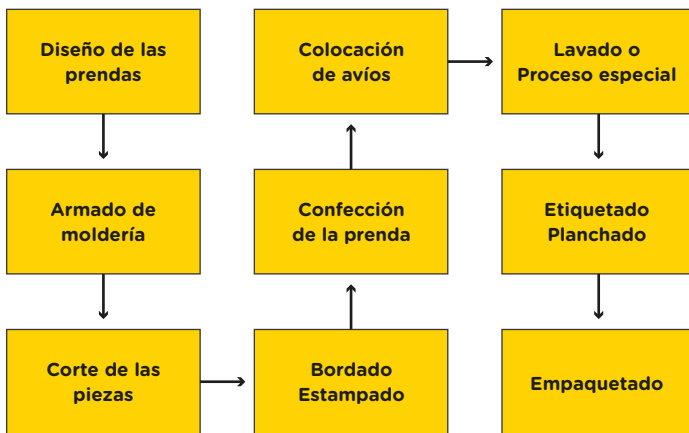 Diseño de las
prendas
Armado de
moldería
Corte de las
piezas
Bordado
Estampado
Confección
de la prenda
Colocación
de avíos
Lavado o
Proceso especial
Etiquetado
Planchado
Empaquetado